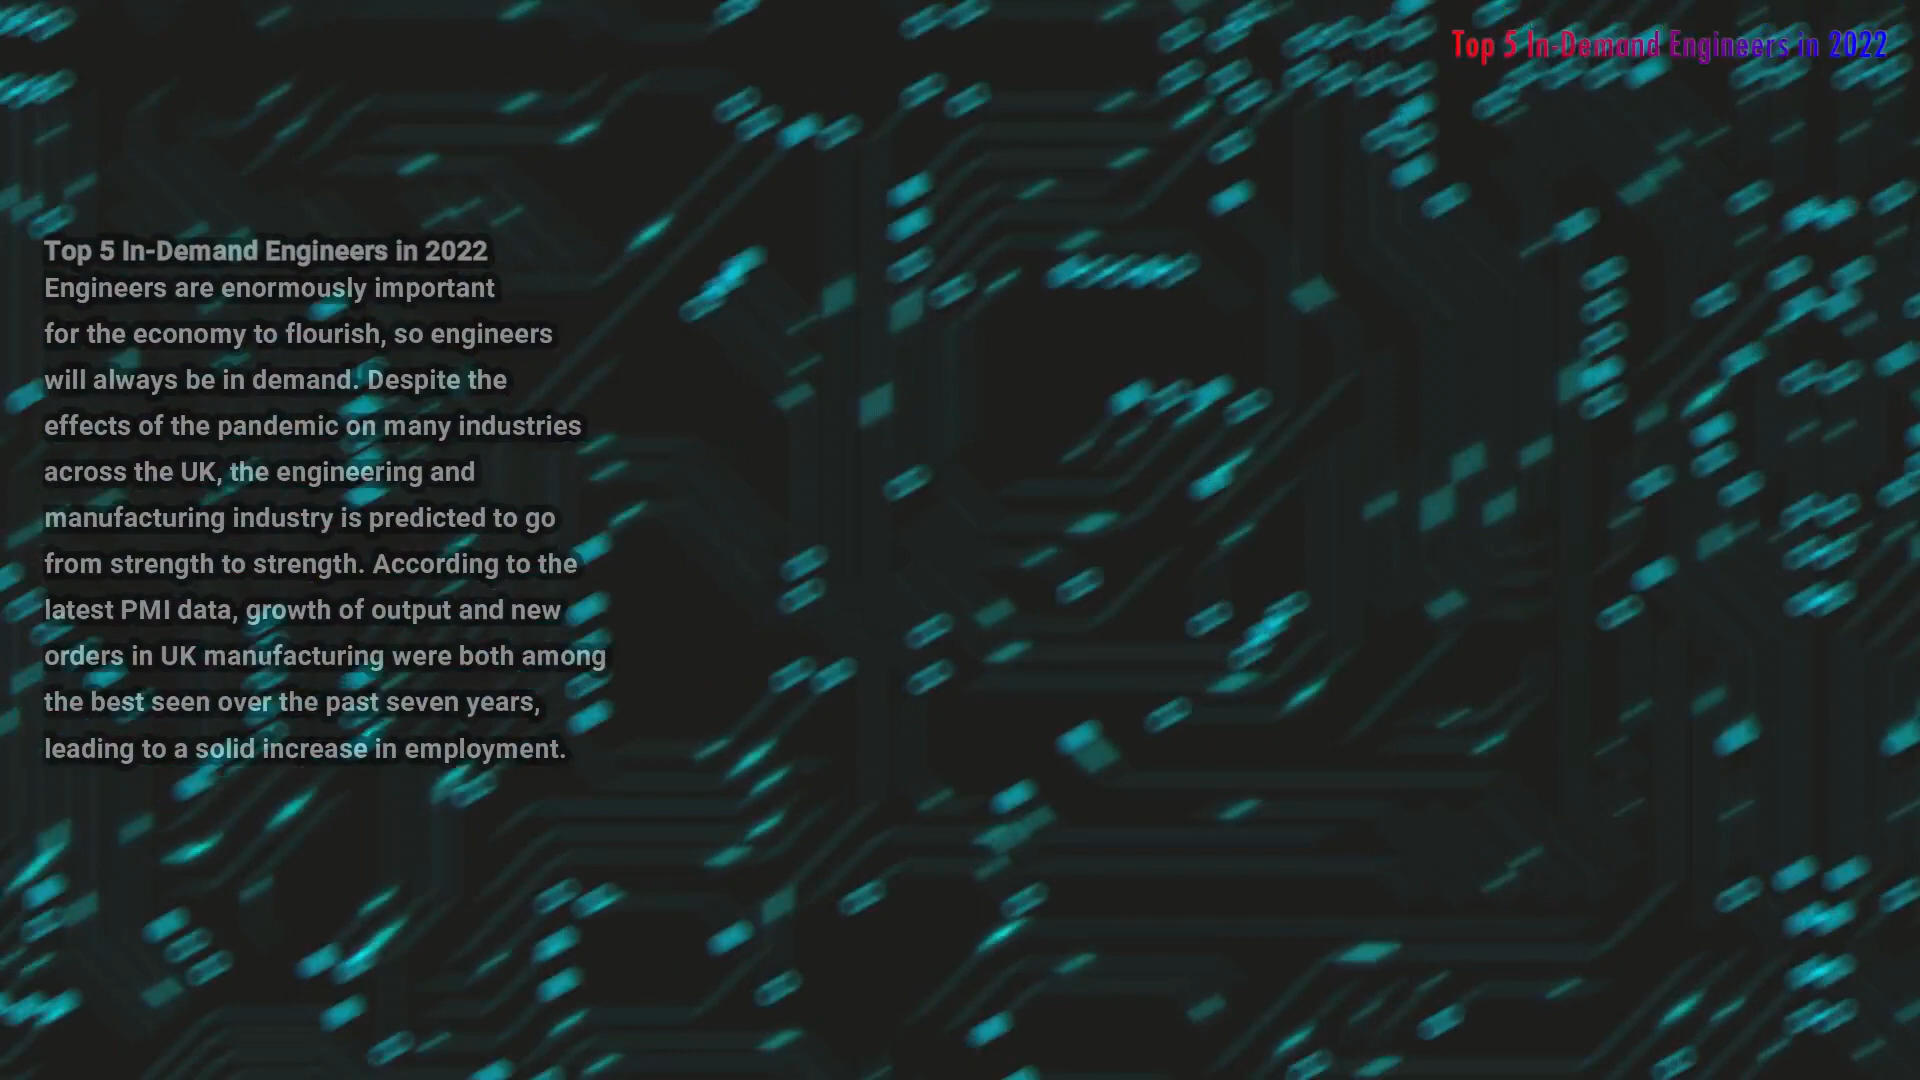 Top 5 In-Demand Engineers in 2022
Top 5 In-Demand Engineers in 2022
Engineers are enormously important
for the economy to flourish, so engineers
will always be in demand. Despite the
effects of the pandemic on many industries
across the UK, the engineering and
manufacturing industry is predicted to go
from strength to strength. According to the
latest PMI data, growth of output and new
orders in UK manufacturing were both among
the best seen over the past seven years,
leading to a solid increase in employment.